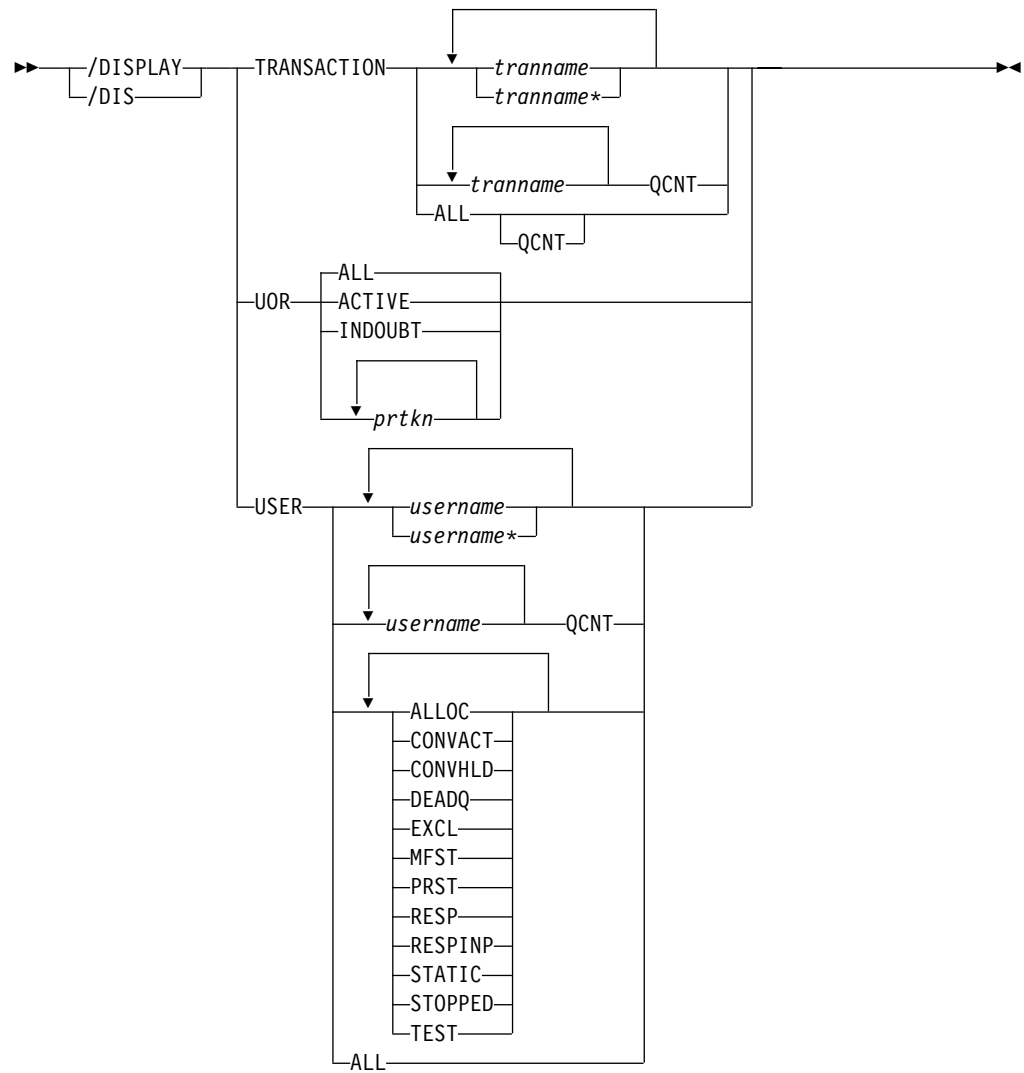 /DISPLAY TRANSACTION tranname
/DIS tranname*
tranname QCNT
ALL
QCNT
ALL
UOR ACTIVE
INDOUBT
prtkn
USER username
username*
username QCNT
ALLOC
CONVACT
CONVHLD
DEADQ
EXCL
MFST
PRST
RESP
RESPINP
STATIC
STOPPED
TEST
ALL